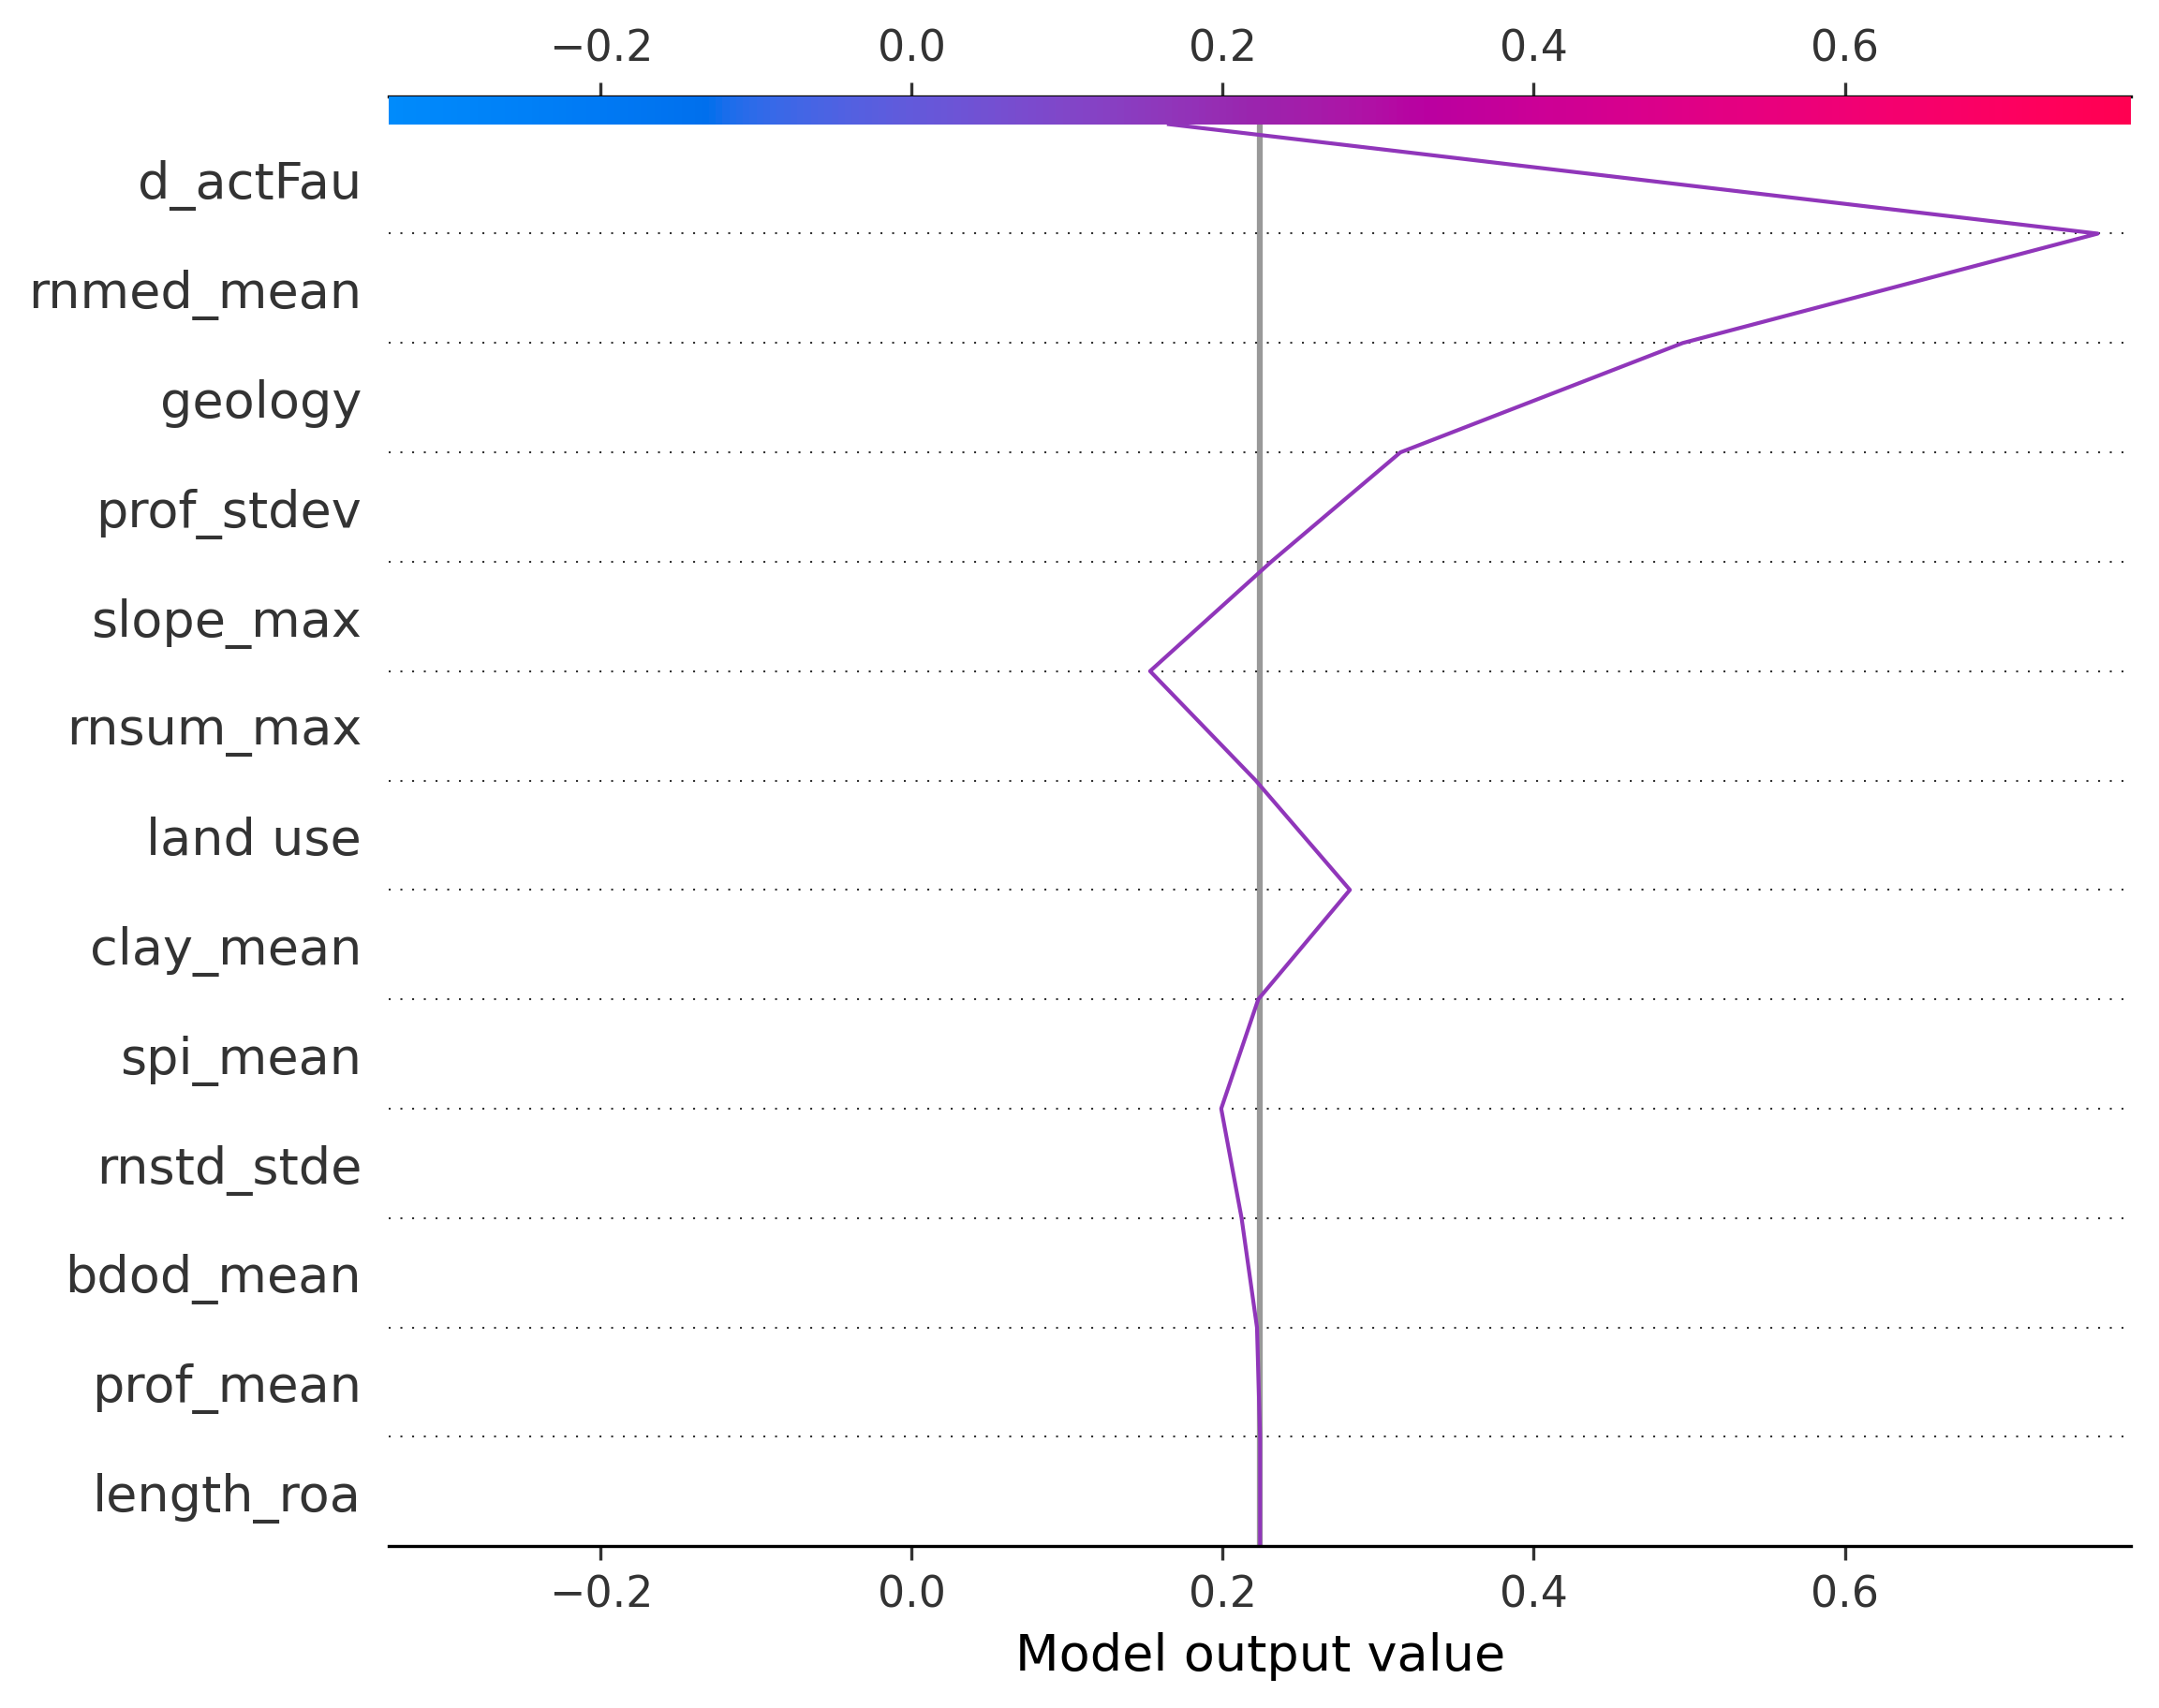 −0.2 0.0 0.2 0.4 0.6
d_actFau
rnmed_mean
geology
prof_stdev
slope_max
rnsum_max
land use
clay_mean
spi_mean
rnstd_stde
bdod_mean
prof_mean
length_roa
−0.2 0.0 0.2 0.4 0.6
Model output value